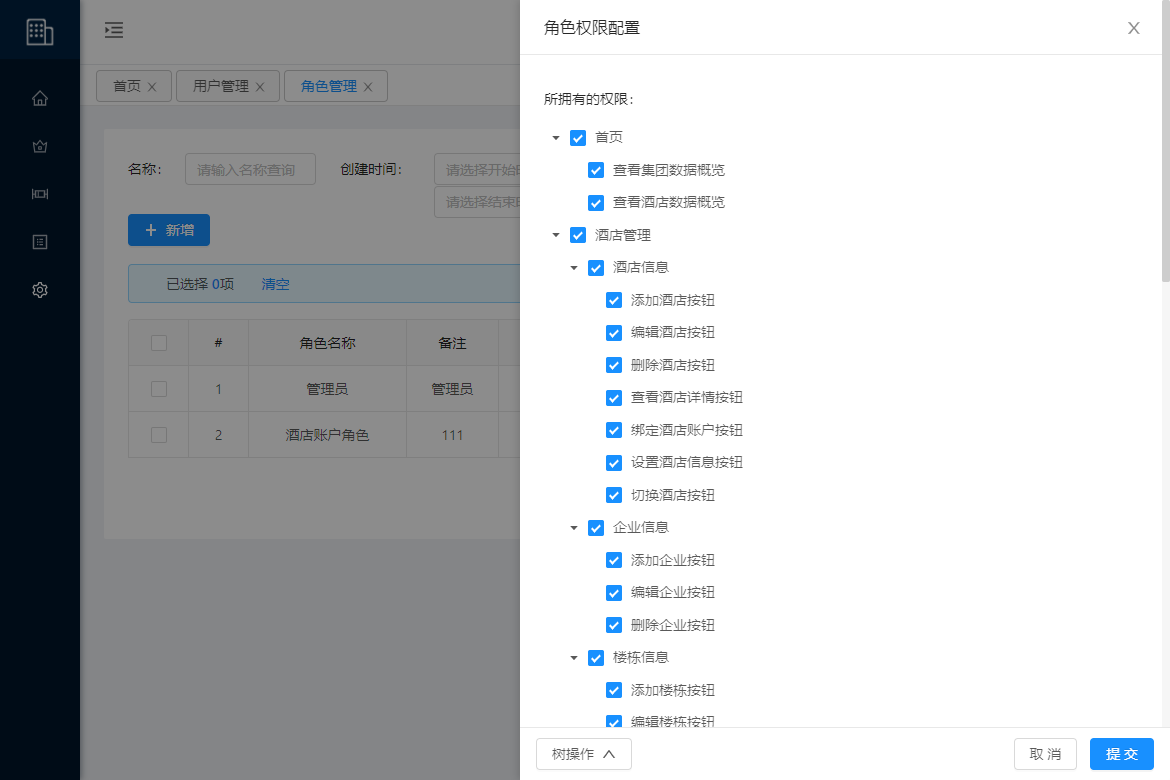 首页
用户管理
角色管理
名称:
请输入名称查询
创建时间:
请选择开始
请选择结束
新增
已选择 0项 清空
# 角色名称 备注
1 管理员 管理员
2 酒店账户角色 111
角色权限配置
所拥有的权限:
首页
查看集团数据概览
查看酒店数据概览
酒店管理
酒店信息
添加酒店按钮
编辑酒店按钮
删除酒店按钮
查看酒店详情按钮
绑定酒店账户按钮
设置酒店信息按钮
切换酒店按钮
企业信息
添加企业按钮
编辑企业按钮
删除企业按钮
楼栋信息
添加楼栋按钮
编辑楼栋按钮
树操作
取 消
提 交